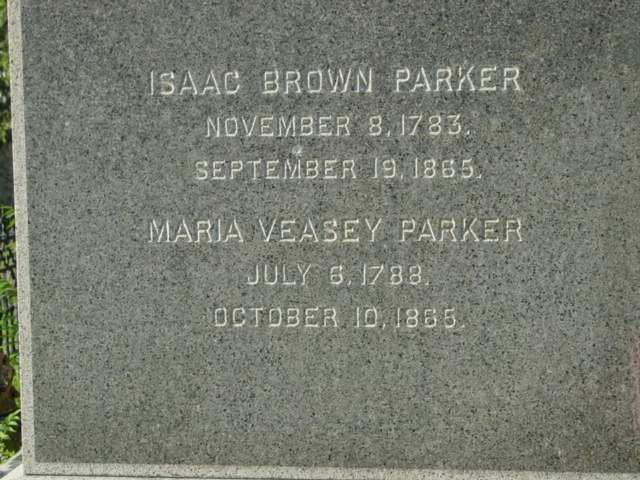 ISAAC BROWN PARKER
NOVEMBER 8, 1783.
SEPTEMBER 19, 1865.
MARIA VEASEY PARKER
JULY 6, 1788.
OCTOBER 10, 1865.